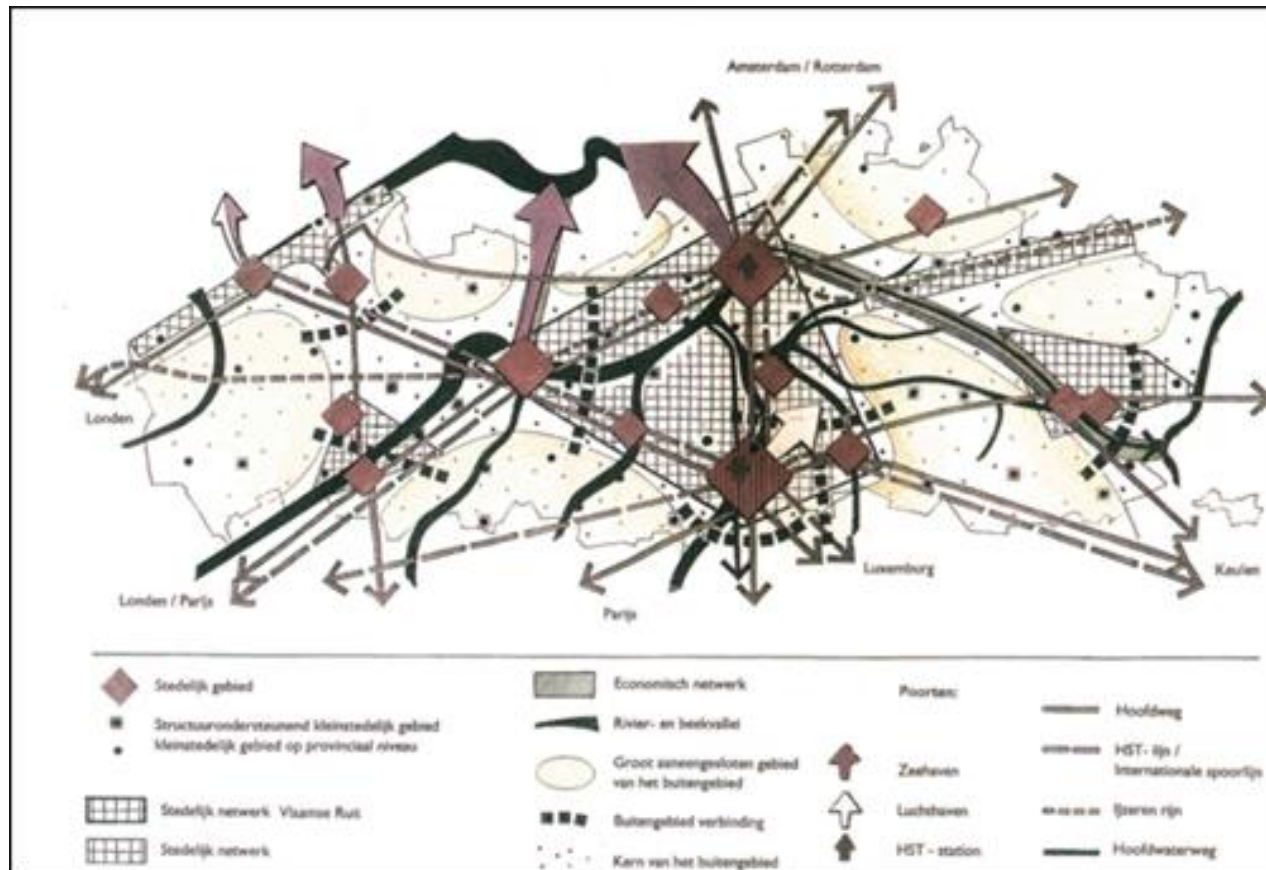 Amsterdam / Rotterdam
Londen
Londen / Parijs
Parijs
Luxemburg
Keulen
Stedelijk gebied
Structuurondersteunend kleinstedelijk gebied
kleinstedelijk gebied op provinciaal niveau
Stedelijk netwerk Vlaamse Ruit
Stedelijk netwerk
Economisch netwerk
Rivier- en beekvallei
Groot aaneengesloten gebied
van het buitengebied
Buitengebied verbinding
Kern van het buitengebied
Poorten:
Zeehaven
Luchthaven
HST - station
Hoofdweg
HST- lijn /
Internationale spoorlijn
IJzeren rijn
Hoofdwaterweg